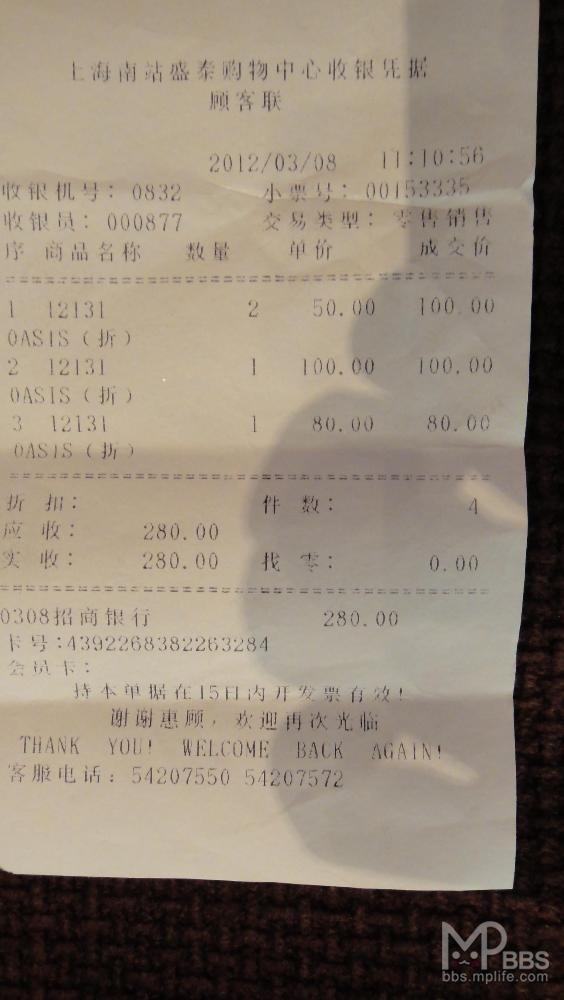 上海南站盛泰购物中心收银凭据
顾客联
2012/03/08 11:10:56
收银机号: 0832 小票号: 00153335
收银员: 000877 交易类型: 零售销售
序 商品名称 数量 单价 成交价
1 12131 2 50.00 100.00
OASIS(折)
2 12131 1 100.00 100.00
OASIS(折)
3 12131 1 80.00 80.00
OASIS(折)
折 扣: 件 数: 4
应 收: 280.00
实 收: 280.00 找 零: 0.00
0308招商银行 280.00
卡号:4392268382263284
会员卡:
持本单据在15日内开发票有效!
谢谢惠顾, 欢迎再次光临
THANK YOU! WELCOME BACK AGAIN!
客服电话: 54207550 54207572
MPBBS
bbs.mplife.com